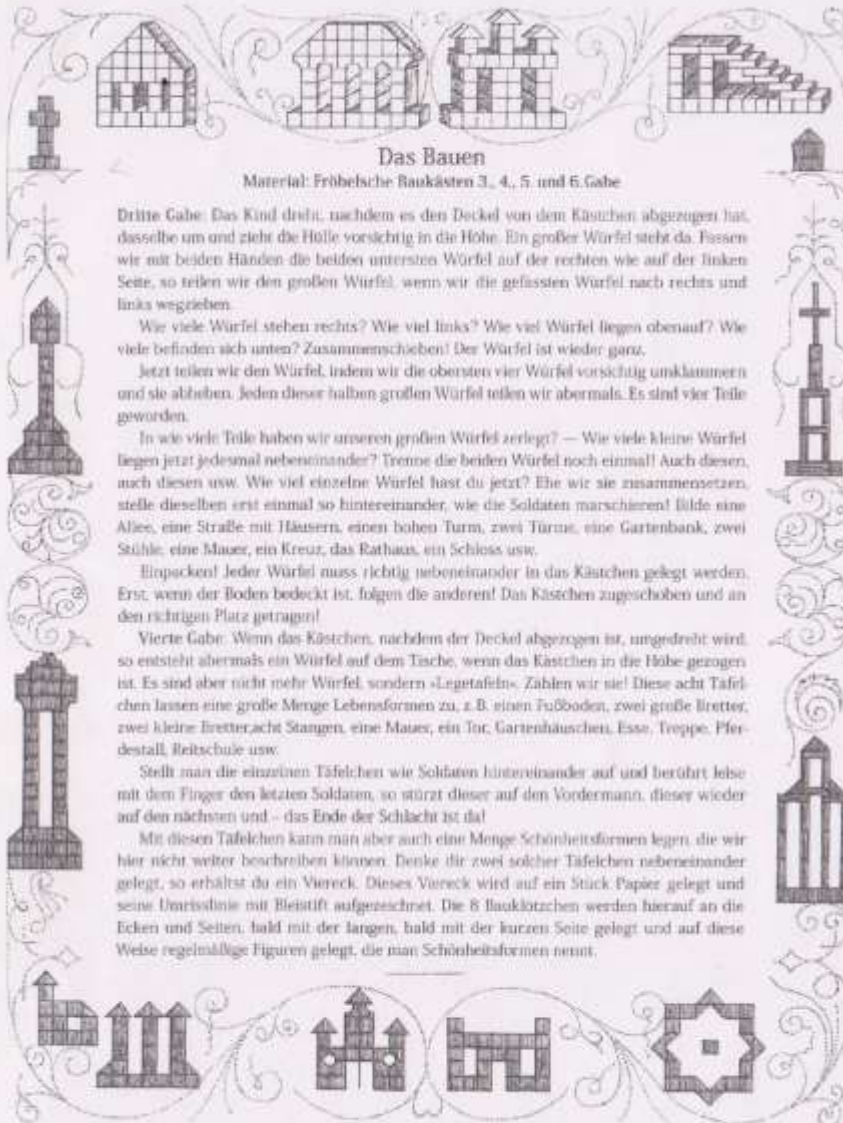 Das Bauen
Material: Fröbelsche Baukästen 3., 4., 5. und 6. Gabe
Dritte Gabe: Das Kind dreht, nachdem es den Deckel von dem Kästchen abgezogen hat,
dasselbe um und zieht die Hülle vorsichtig in die Höhe. Ein großer Würfel steht da. Fassen
wir mit beiden Händen die beiden untersten Würfel auf der rechten wie auf der linken
Seite, so teilen wir den großen Würfel, wenn wir die gefassten Würfel nach rechts und
links wegziehen.
Wie viele Würfel stehen rechts? Wie viel links? Wie viel Würfel liegen obenauf? Wie
viele befinden sich unten? Zusammenschieben! Der Würfel ist wieder ganz.
Jetzt teilen wir den Würfel, indem wir die obersten vier Würfel vorsichtig umklammern
und sie abheben. Jeden dieser halben großen Würfel teilen wir abermals. Es sind vier Teile
geworden.
In wie viele Teile haben wir unseren großen Würfel zerlegt? — Wie viele kleine Würfel
liegen jetzt jedesmal nebeneinander? Trenne die beiden Würfel noch einmal! Auch diesen,
auch diesen usw. Wie viel einzelne Würfel hast du jetzt? Ehe wir sie zusammensetzen,
stelle dieselben erst einmal so hintereinander, wie die Soldaten marschieren! Bilde eine
Allee, eine Straße mit Häusern, einen hohen Turm, zwei Türme, eine Gartenbank, zwei
Stühle, eine Mauer, ein Kreuz, das Rathaus, ein Schloss usw.
Einpacken! Jeder Würfel muss richtig nebeneinander in das Kästchen gelegt werden.
Erst, wenn der Boden bedeckt ist, folgen die anderen! Das Kästchen zugeschoben und an
den richtigen Platz getragen!
Vierte Gabe: Wenn das Kästchen, nachdem der Deckel abgezogen ist, umgedreht wird,
so entsteht abermals ein Würfel auf dem Tische, wenn das Kästchen in die Höhe gezogen
ist. Es sind aber nicht mehr Würfel, sondern »Legetafeln«. Zählen wir sie! Diese acht Täfel-
chen lassen eine große Menge Lebensformen zu, z. B. einen Fußboden, zwei große Bretter,
zwei kleine Bretter,acht Stangen, eine Mauer, ein Tor, Gartenhäuschen, Esse, Treppe, Pfer-
destall, Reitschule usw.
Stellt man die einzelnen Täfelchen wie Soldaten hintereinander auf und berührt leise
mit dem Finger den letzten Soldaten, so stürzt dieser auf den Vordermann, dieser wieder
auf den nächsten und – das Ende der Schlacht ist da!
Mit diesen Täfelchen kann man aber auch eine Menge Schönheitsformen legen, die wir
hier nicht weiter beschreiben können. Denke dir zwei solcher Täfelchen nebeneinander
gelegt, so erhältst du ein Viereck. Dieses Viereck wird auf ein Stück Papier gelegt und
seine Umrisslinie mit Bleistift aufgezeichnet. Die 8 Bauklötzchen werden hierauf an die
Ecken und Seiten, bald mit der langen, bald mit der kurzen Seite gelegt und auf diese
Weise regelmäßige Figuren gelegt, die man Schönheitsformen nennt.